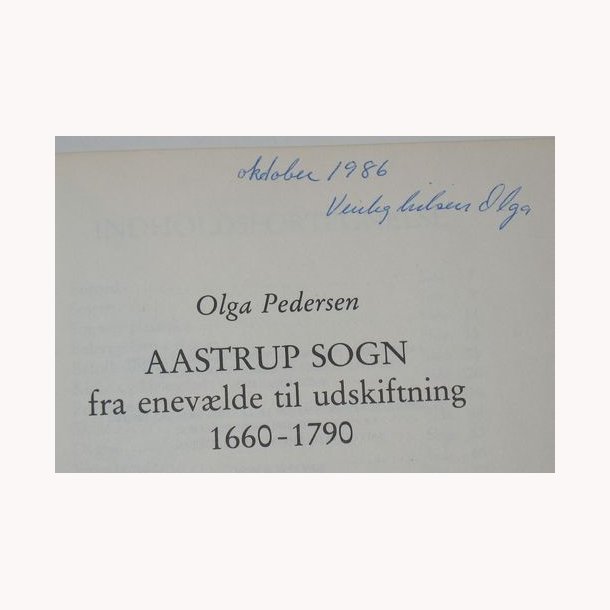 oktober 1986
Venlig hilsen Olga
Olga Pedersen
AASTRUP SOGN
fra enevælde til udskiftning
1660-1790